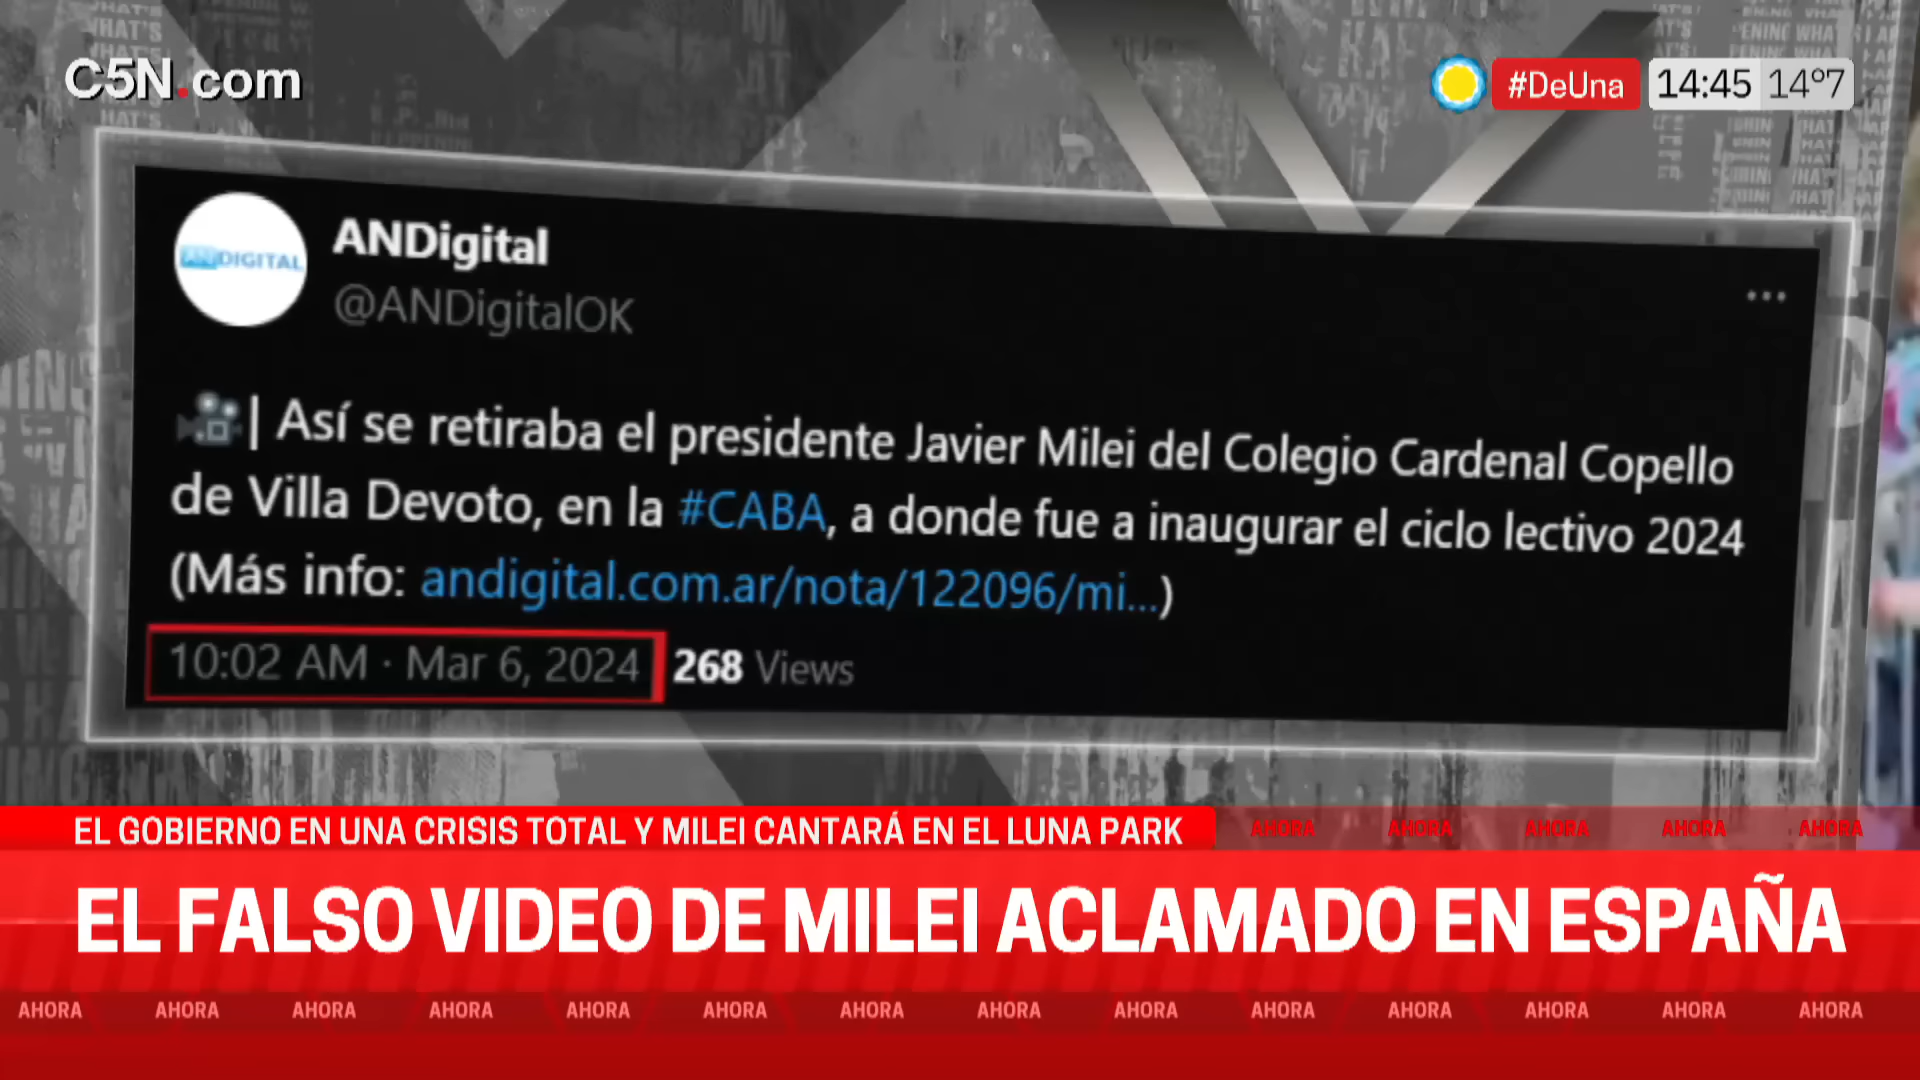 C5N.com
#DeUna 14:45 14°7
ANDIGITAL
ANDigital
@ANDigitalOK
| Así se retiraba el presidente Javier Milei del Colegio Cardenal Copello
de Villa Devoto, en la #CABA, a donde fue a inaugurar el ciclo lectivo 2024
(Más info: andigital.com.ar/nota/122096/mi...)
10:02 AM · Mar 6, 2024 268 Views
EL GOBIERNO EN UNA CRISIS TOTAL Y MILEI CANTARÁ EN EL LUNA PARK
AHORA AHORA AHORA AHORA AHORA
EL FALSO VIDEO DE MILEI ACLAMADO EN ESPAÑA
AHORA AHORA AHORA AHORA AHORA AHORA AHORA AHORA AHORA AHORA AHORA AHORA AHORA AHORA